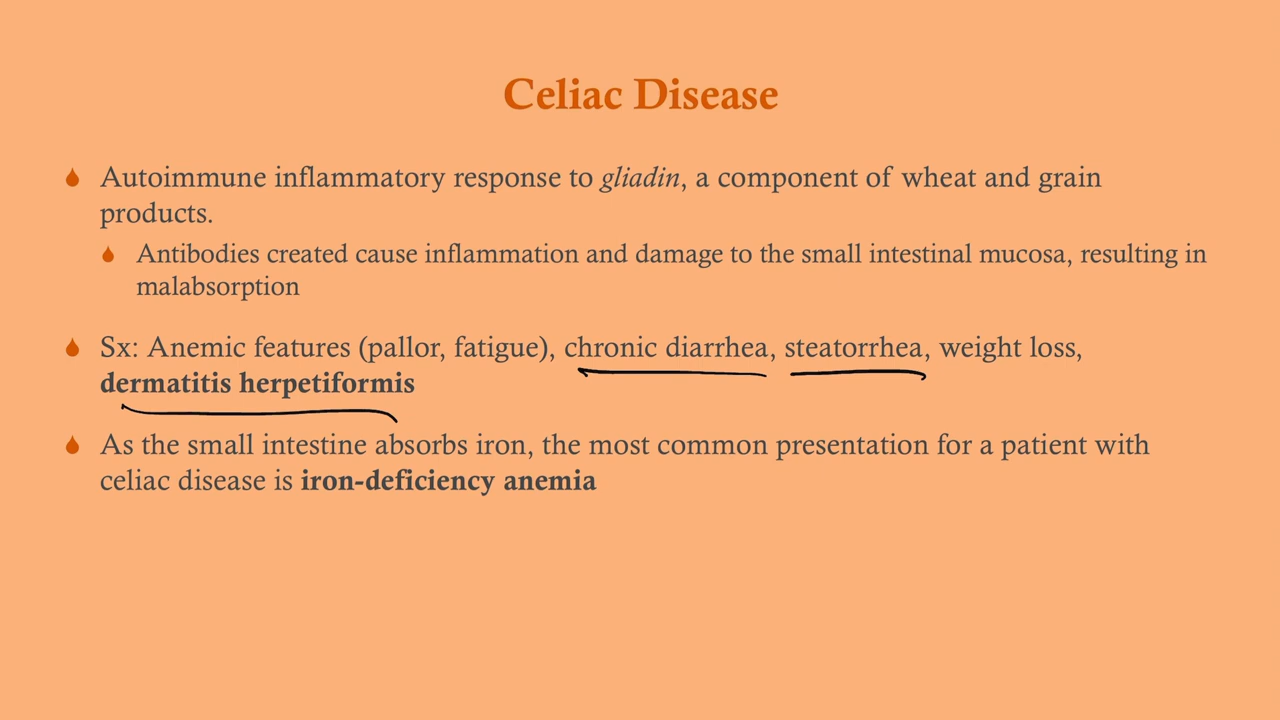 Celiac Disease
Autoimmune inflammatory response to gliadin, a component of wheat and grain
products.
Antibodies created cause inflammation and damage to the small intestinal mucosa, resulting in
malabsorption
Sx: Anemic features (pallor, fatigue), chronic diarrhea, steatorrhea, weight loss,
dermatitis herpetiformis
As the small intestine absorbs iron, the most common presentation for a patient with
celiac disease is iron-deficiency anemia